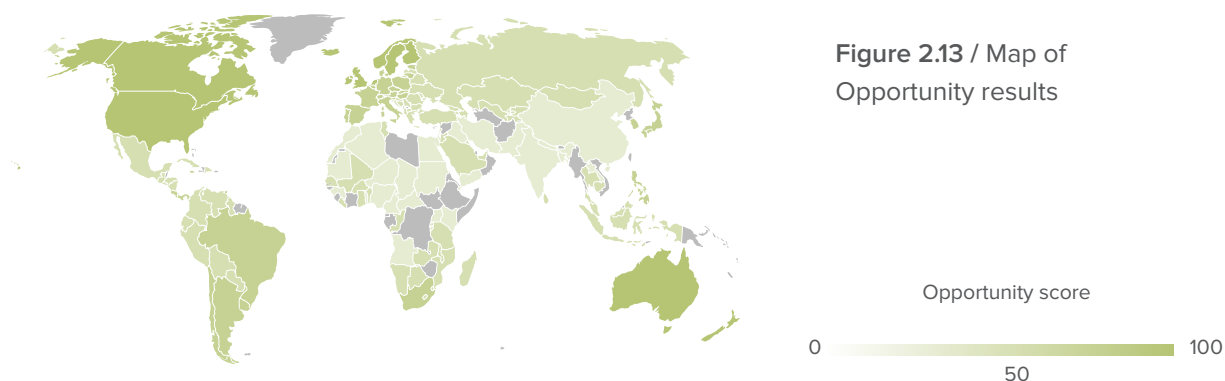 Figure 2.13 / Map of
Opportunity results
Opportunity score
0
100
50